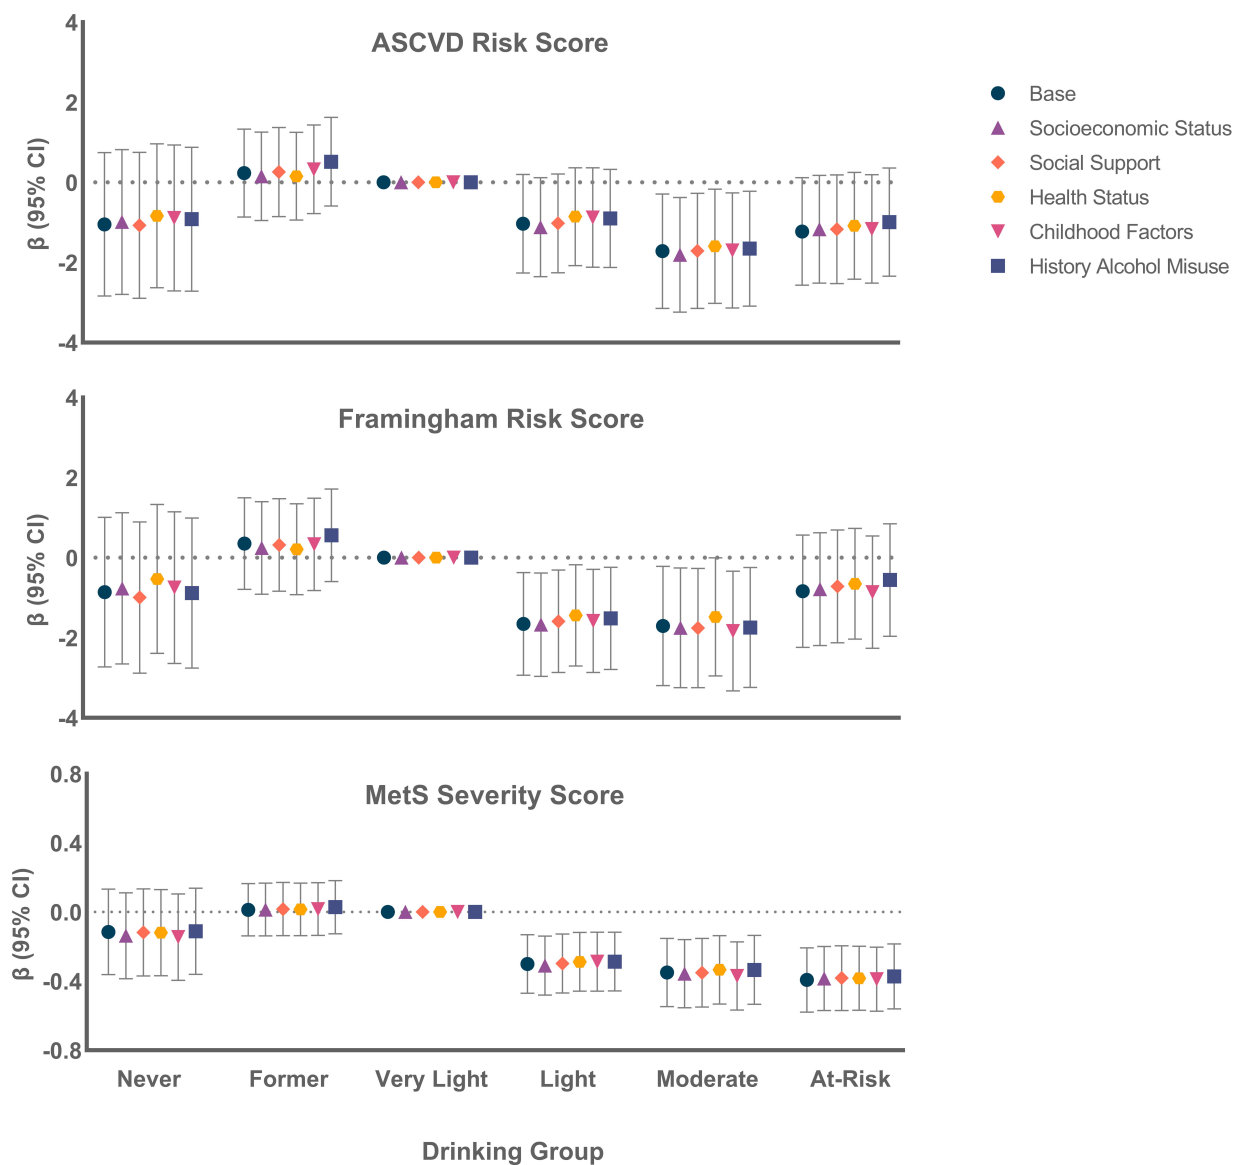 ASCVD Risk Score
4
2
0
-2
-4
β (95% CI)
Base
Socioeconomic Status
Social Support
Health Status
Childhood Factors
History Alcohol Misuse
Framingham Risk Score
4
2
0
-2
-4
β (95% CI)
MetS Severity Score
0.8
0.4
0.0
-0.4
-0.8
β (95% CI)
Never Former Very Light Light Moderate At-Risk
Drinking Group